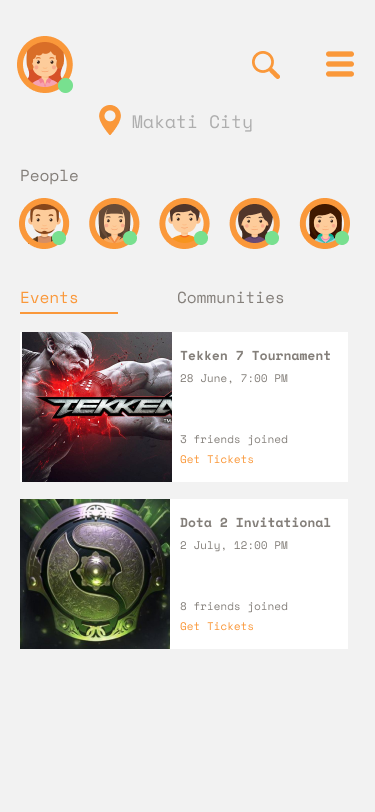 Makati City
People
Events
Communities
TEKKEN
Tekken 7 Tournament
28 June, 7:00 PM
3 friends joined
Get Tickets
Dota 2 Invitational
2 July, 12:00 PM
8 friends joined
Get Tickets